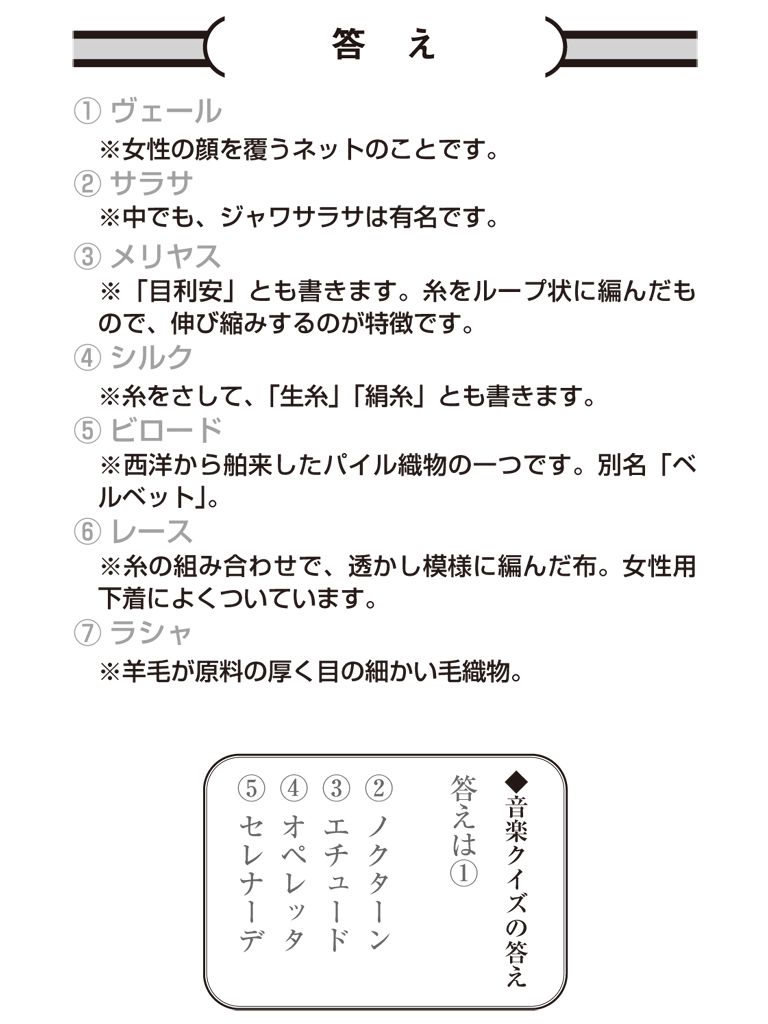 答え
① ヴェール
※女性の顔を覆うネットのことです。
② サラサ
※中でも、ジャワサラサは有名です。
③ メリヤス
※「目利安」とも書きます。糸をループ状に編んだも
ので、伸び縮みするのが特徴です。
④ シルク
※糸をさして、「生糸」「絹糸」とも書きます。
⑤ ビロード
※西洋から舶来したパイル織物の一つです。別名「ベ
ルベット」。
⑥ レース
※糸の組み合わせで、透かし模様に編んだ布。女性用
下着によくついています。
⑦ ラシャ
※羊毛が原料の厚く目の細かい毛織物。
◆音楽クイズの答え
答えは①
② ノクターン
③ エチュード
④ オペレッタ
⑤ セレナーデ